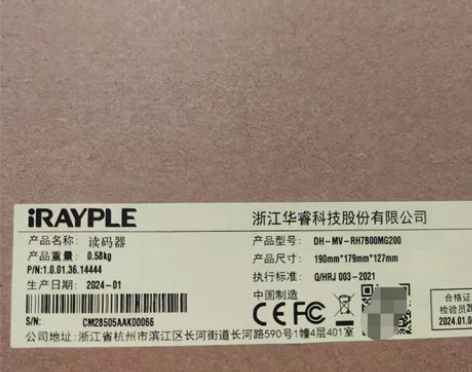 iRAYPLE
浙江华睿科技股份有限公司
产品名称: 读码器
产品型号: DH-MV-RH7800MG200
产品重量: 0.58kg
产品尺寸: 190mm*179mm*127mm
P/N:1.0.01.36.14444
执行标准: Q/HRJ 003-2021
生产日期: 2024-01
中国制造
CE FC
合格证
检验员
2024.01.0
S/N: CM28505AAK00066
公司地址:浙江省杭州市滨江区长河街道长河路590号1幢4层401室